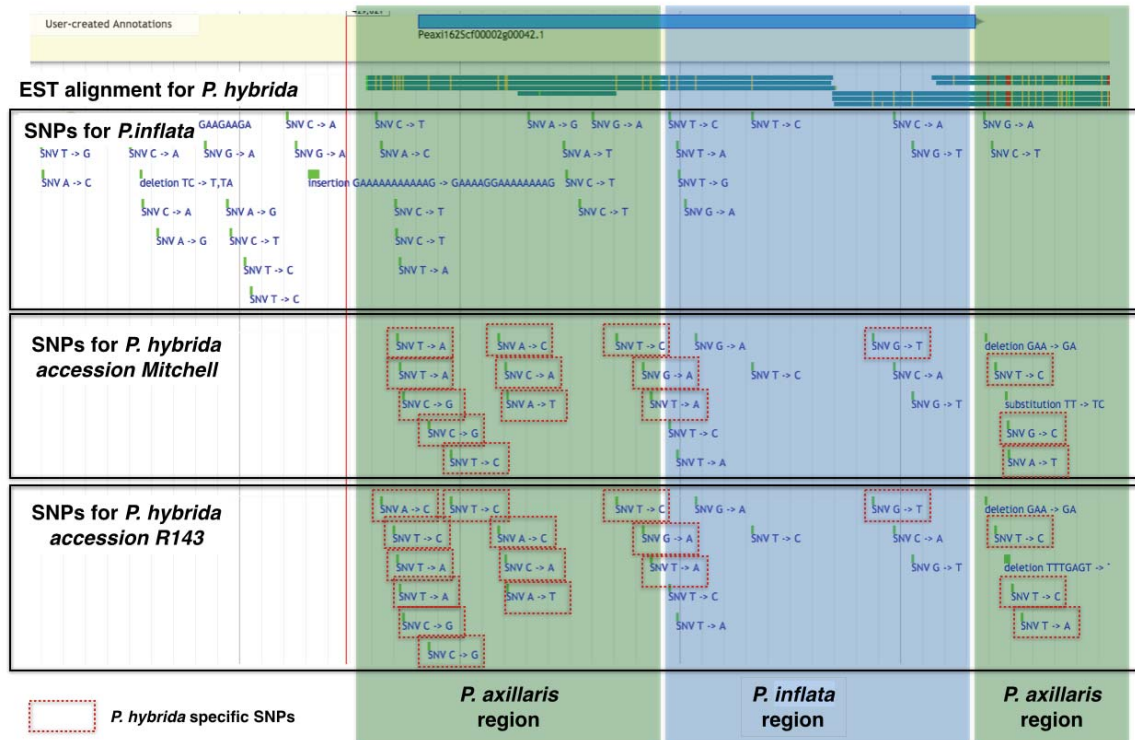 User-created Annotations
Peaxi162Scf00002g00042.1
EST alignment for P. hybrida
SNPs for P.inflata
GAAGAAGA SNV C -> A SNV C -> T SNV A -> G SNV A -> G SNV T -> C SNV T -> C SNV C -> A SNV G -> A
SNV T -> G SNV C -> A SNV G -> A SNV G -> A SNV A -> C SNV A -> T SNV T -> A SNV G -> T SNV C -> T
SNV A -> C deletion TC -> T,TA insertion GAAAAAAAAAAAG -> GAAAAGGAAAAAAAAG SNV C -> T SNV T -> G
SNV C -> A SNV A -> G SNV C -> T SNV C -> T SNV G -> A
SNV A -> G SNV C -> T SNV C -> T
SNV T -> C SNV T -> A
SNV T -> C
SNPs for P. hybrida
accession Mitchell
SNV T -> A SNV A -> C SNV T -> C SNV G -> A SNV G -> T deletion GAA -> GA
SNV T -> A SNV C -> A SNV G -> A SNV T -> C SNV C -> A SNV T -> C
SNV C -> G SNV A -> T SNV T -> A SNV G -> T substitution TT -> TC
SNV C -> G SNV T -> C SNV G -> C
SNV T -> C SNV T -> A SNV A -> T
SNPs for P. hybrida
accession R143
SNV A -> C SNV T -> C SNV T -> C SNV G -> A SNV G -> T deletion GAA -> GA
SNV T -> C SNV A -> C SNV G -> A SNV T -> C SNV C -> A SNV T -> C
SNV T -> A SNV C -> A SNV T -> A SNV G -> T deletion TTTGAGT ->
SNV T -> A SNV A -> T SNV T -> C SNV T -> C
SNV C -> G SNV T -> A SNV T -> A
SNV C -> G
P. hybrida specific SNPs
P. axillaris
region
P. inflata
region
P. axillaris
region